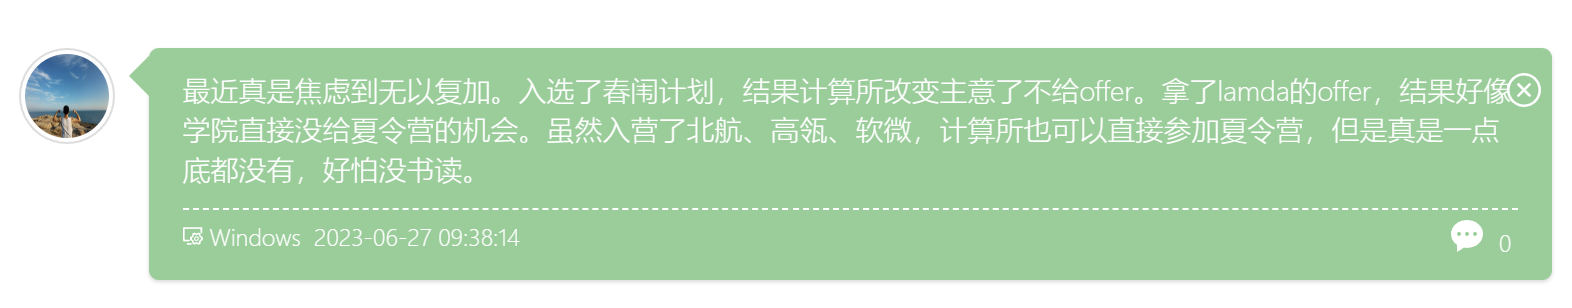 最近真是焦虑到无以复加。入选了春闱计划，结果计算所改变主意了不给offer。拿了lamda的offer，结果好像
学院直接没给夏令营的机会。虽然入营了北航、高瓴、软微，计算所也可以直接参加夏令营，但是真是一点
底都没有，好怕没书读。
Windows 2023-06-27 09:38:14
0